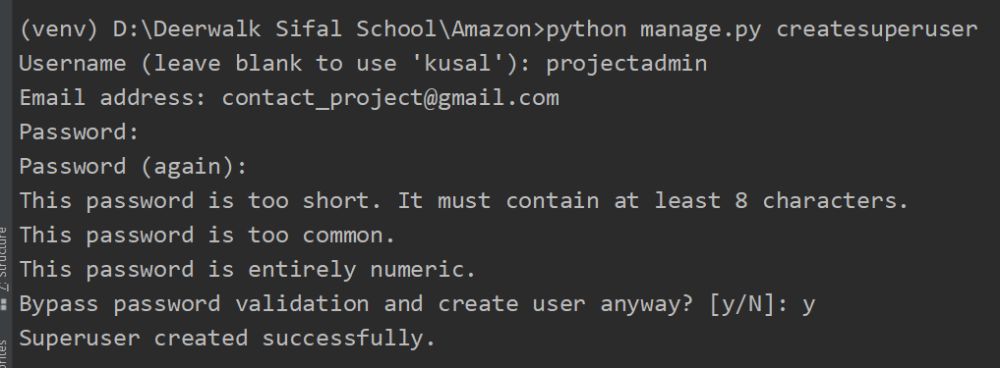 (venv) D:\Deerwalk Sifal School\Amazon>python manage.py createsuperuser
Username (leave blank to use 'kusal'): projectadmin
Email address: contact_project@gmail.com
Password:
Password (again):
This password is too short. It must contain at least 8 characters.
This password is too common.
This password is entirely numeric.
Bypass password validation and create user anyway? [y/N]: y
Superuser created successfully.
Z: Structure